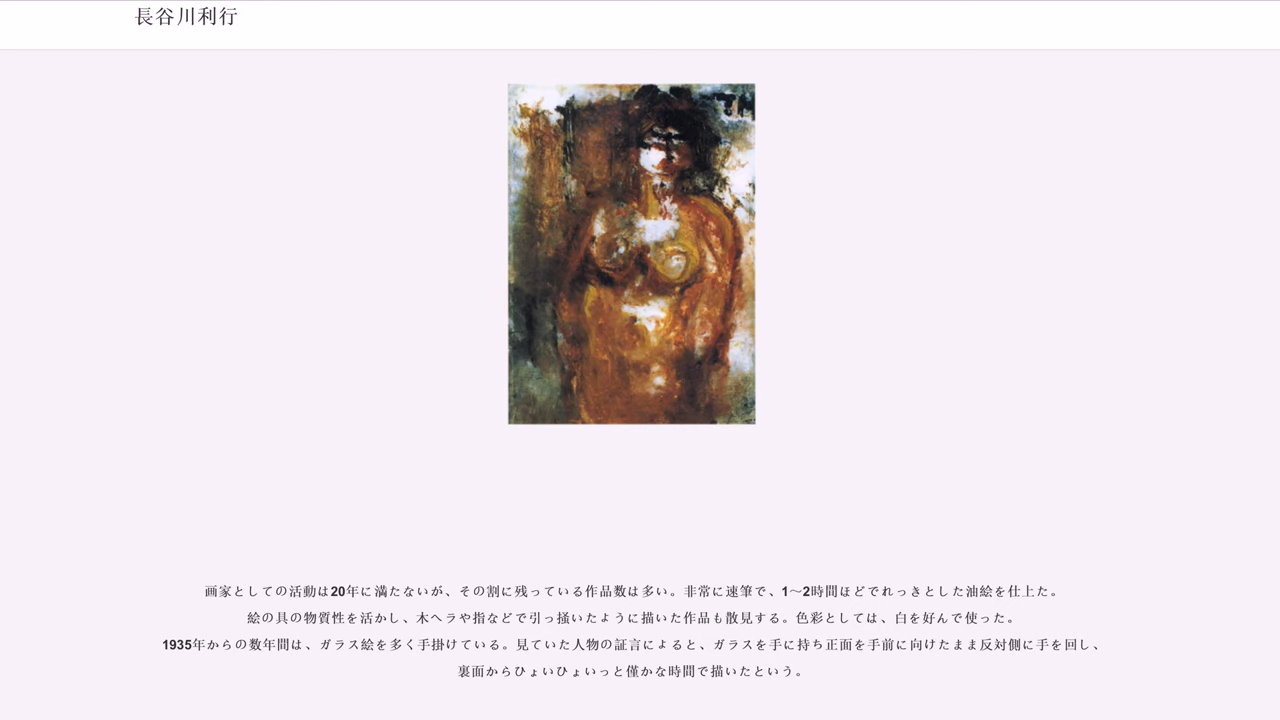 長谷川利行
画家としての活動は20年に満たないが、その割に残っている作品数は多い。非常に速筆で、1〜2時間ほどでれっきとした油絵を仕上た。
絵の具の物質性を活かし、木ヘラや指などで引っ掻いたように描いた作品も散見する。色彩としては、白を好んで使った。
1935年からの数年間は、ガラス絵を多く手掛けている。見ていた人物の証言によると、ガラスを手に持ち正面を手前に向けたまま反対側に手を回し、
裏面からひょいひょいっと僅かな時間で描いたという。